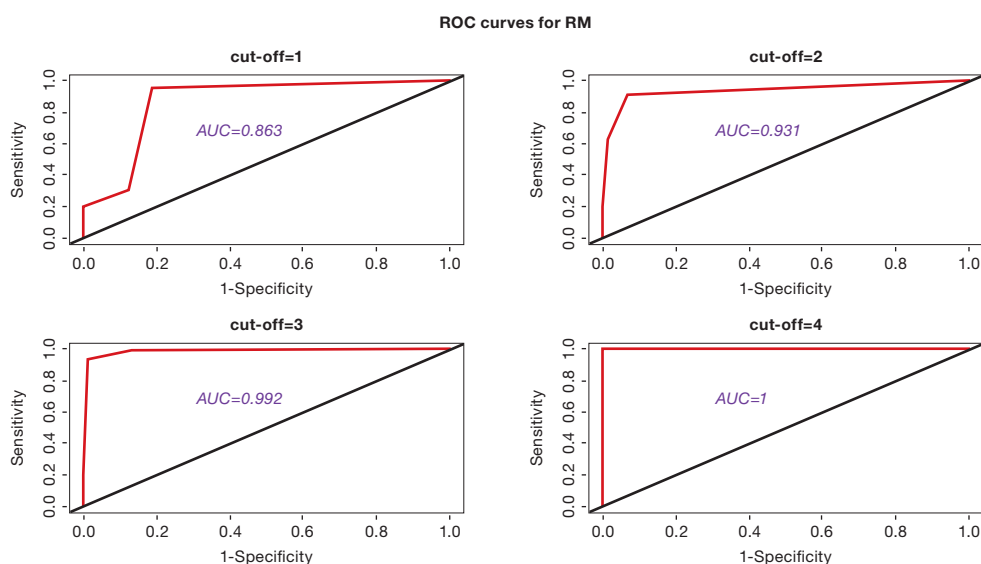 ROC curves for RM
cut-off=1
1.0
0.8
0.6
0.4
0.2
0.0
Sensitivity
AUC=0.863
0.0 0.2 0.4 0.6 0.8 1.0
1-Specificity
cut-off=2
1.0
0.8
0.6
0.4
0.2
0.0
Sensitivity
AUC=0.931
0.0 0.2 0.4 0.6 0.8 1.0
1-Specificity
cut-off=3
1.0
0.8
0.6
0.4
0.2
0.0
Sensitivity
AUC=0.992
0.0 0.2 0.4 0.6 0.8 1.0
1-Specificity
cut-off=4
1.0
0.8
0.6
0.4
0.2
0.0
Sensitivity
AUC=1
0.0 0.2 0.4 0.6 0.8 1.0
1-Specificity